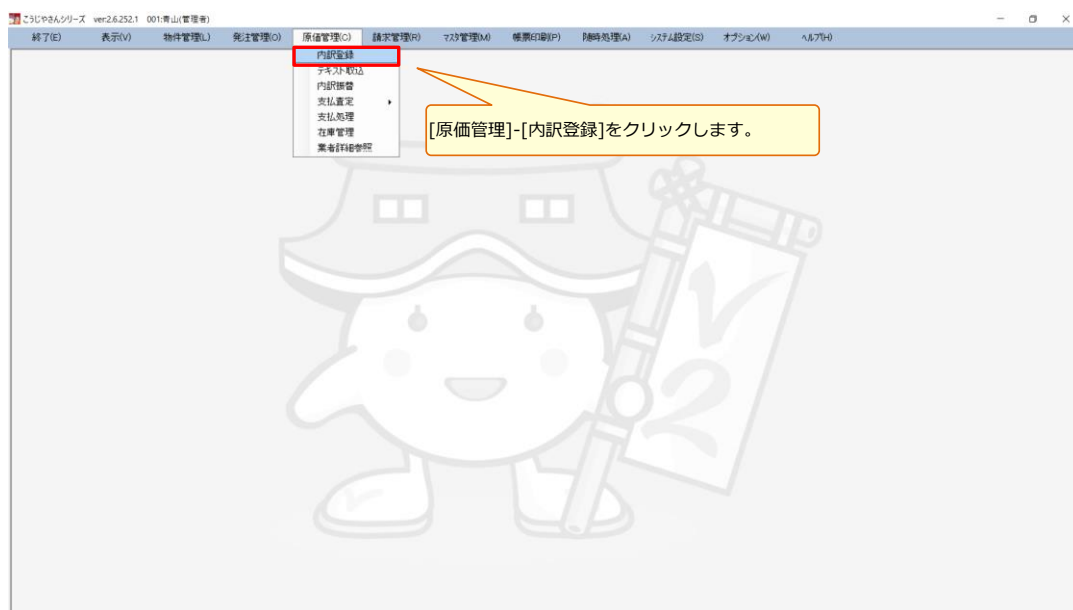 こうじやさんシリーズ ver.2.6.252.1 001:青山(管理者)
終了(E) 表示(V) 物件管理(L) 発注管理(O) 原価管理(C) 請求管理(R) マスタ管理(M) 帳票印刷(P) 随時処理(A) システム設定(S) オプション(W) ヘルプ(H)
内訳登録
テキスト取込
内訳振替
支払査定
支払処理
在庫管理
業者詳細参照
[原価管理]-[内訳登録]をクリックします。
V2